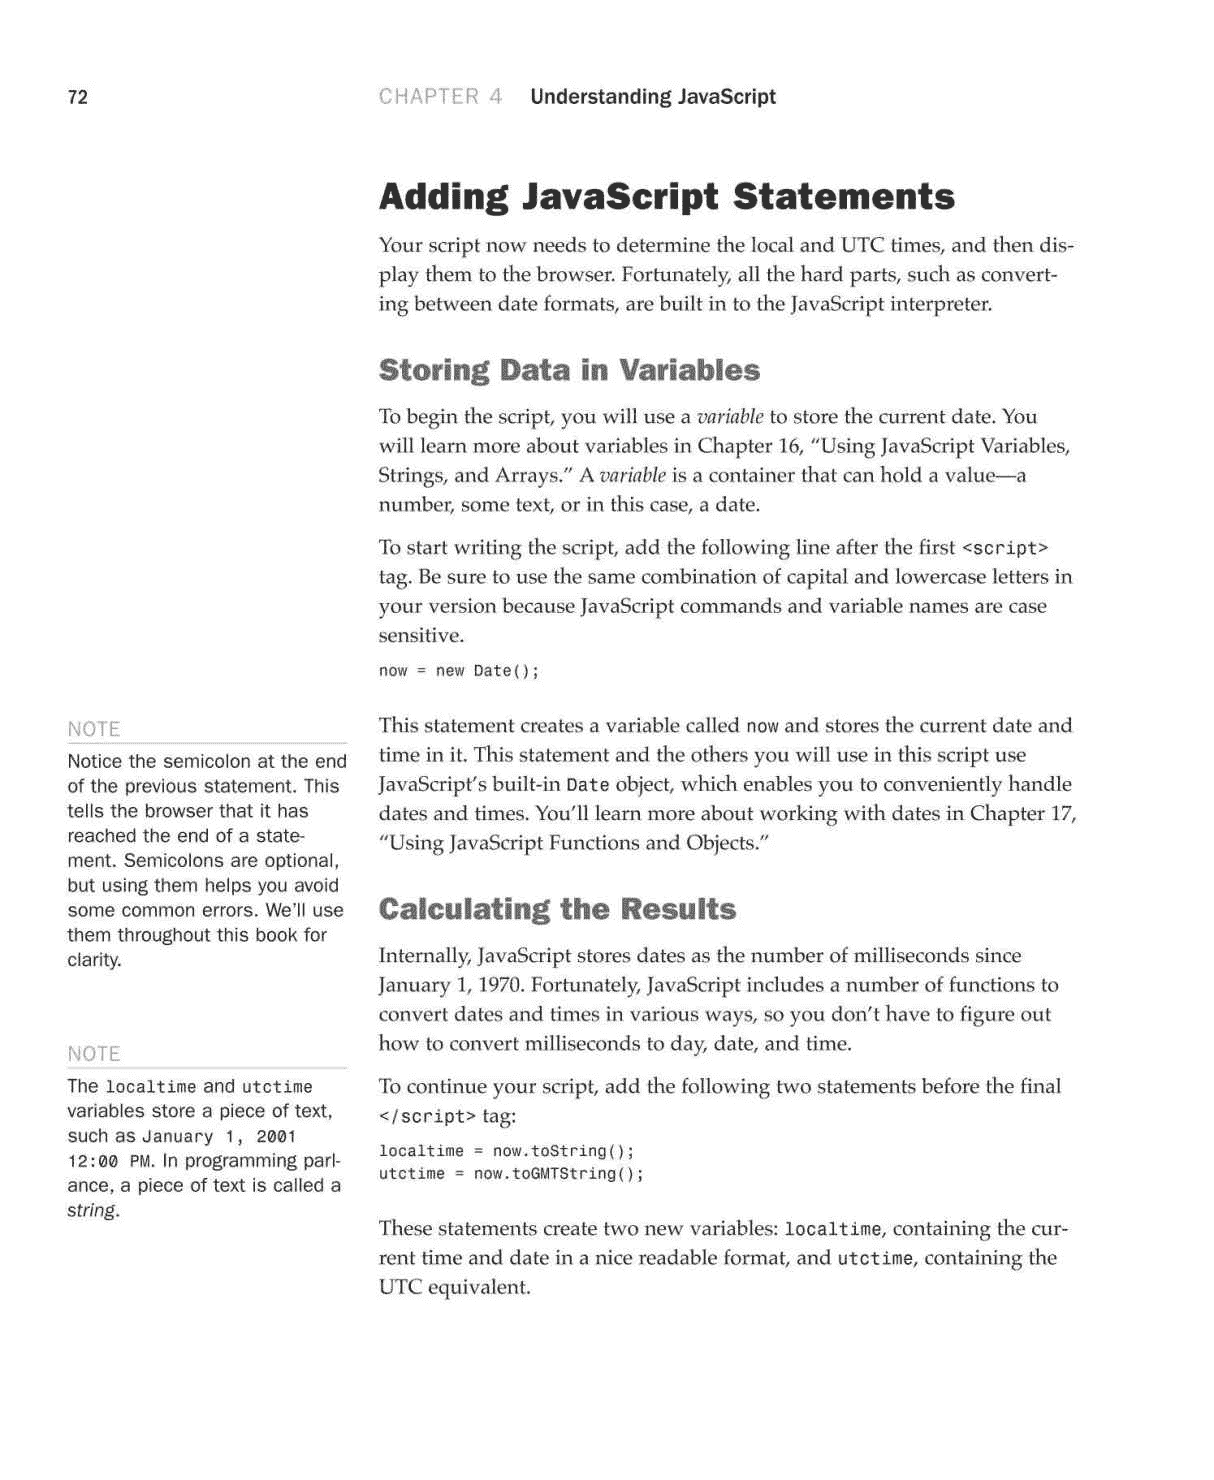 72
CHAPTER 4 Understanding JavaScript
Adding JavaScript Statements
Your script now needs to determine the local and UTC times, and then dis-
play them to the browser. Fortunately, all the hard parts, such as convert-
ing between date formats, are built in to the JavaScript interpreter.
Storing Data in Variables
To begin the script, you will use a variable to store the current date. You
will learn more about variables in Chapter 16, “Using JavaScript Variables,
Strings, and Arrays.” A variable is a container that can hold a value—a
number, some text, or in this case, a date.
To start writing the script, add the following line after the first <script>
tag. Be sure to use the same combination of capital and lowercase letters in
your version because JavaScript commands and variable names are case
sensitive.
now = new Date();
This statement creates a variable called now and stores the current date and
time in it. This statement and the others you will use in this script use
JavaScript’s built-in Date object, which enables you to conveniently handle
dates and times. You’ll learn more about working with dates in Chapter 17,
“Using JavaScript Functions and Objects.”
NOTE
Notice the semicolon at the end
of the previous statement. This
tells the browser that it has
reached the end of a state-
ment. Semicolons are optional,
but using them helps you avoid
some common errors. We’ll use
them throughout this book for
clarity.
Calculating the Results
Internally, JavaScript stores dates as the number of milliseconds since
January 1, 1970. Fortunately, JavaScript includes a number of functions to
convert dates and times in various ways, so you don’t have to figure out
how to convert milliseconds to day, date, and time.
To continue your script, add the following two statements before the final
</script> tag:
localtime = now.toString();
utctime = now.toGMTString();
NOTE
The localtime and utctime
variables store a piece of text,
such as January 1, 2001
12:00 PM. In programming parl-
ance, a piece of text is called a
string.
These statements create two new variables: localtime, containing the cur-
rent time and date in a nice readable format, and utctime, containing the
UTC equivalent.